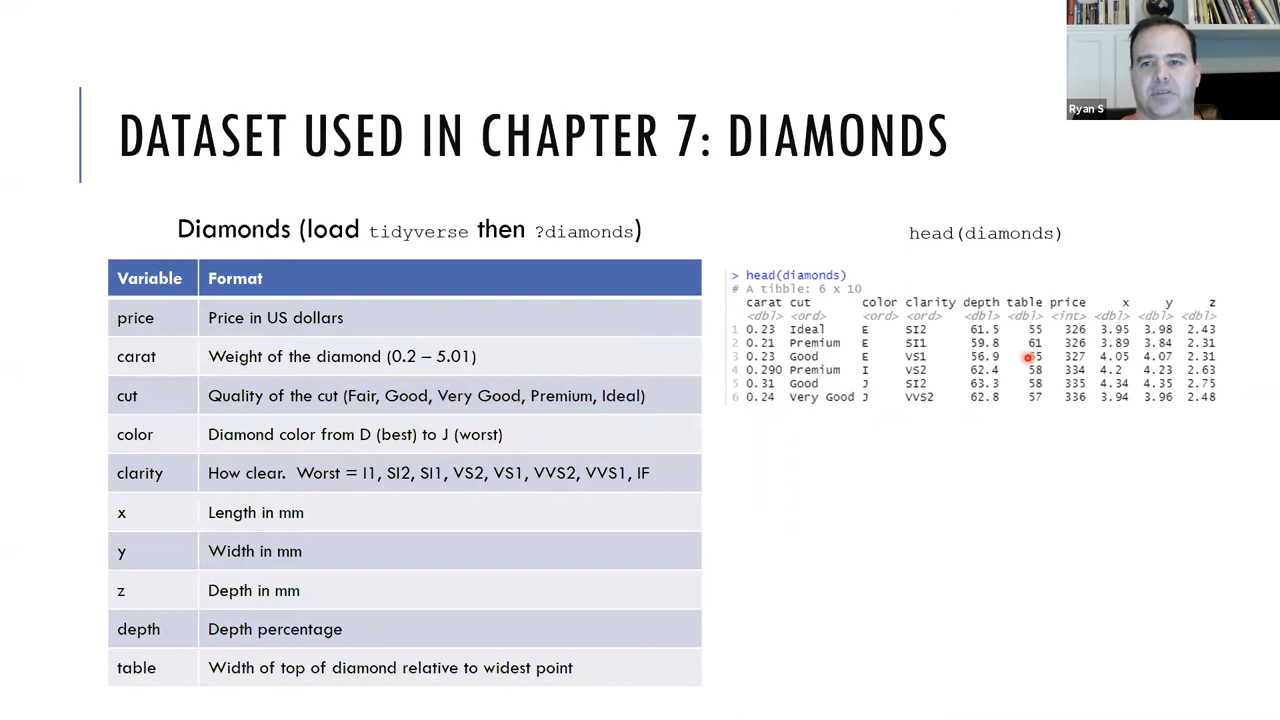 Ryan S
DATASET USED IN CHAPTER 7: DIAMONDS
Diamonds (load tidyverse then ?diamonds)
Variable Format
price Price in US dollars
carat Weight of the diamond (0.2 – 5.01)
cut Quality of the cut (Fair, Good, Very Good, Premium, Ideal)
color Diamond color from D (best) to J (worst)
clarity How clear. Worst = I1, SI2, SI1, VS2, VS1, VVS2, VVS1, IF
x Length in mm
y Width in mm
z Depth in mm
depth Depth percentage
table Width of top of diamond relative to widest point
head(diamonds)
> head(diamonds)
# A tibble: 6 x 10
carat cut color clarity depth table price x y z
<dbl> <ord> <ord> <ord> <dbl> <dbl> <int> <dbl> <dbl> <dbl>
1 0.23 Ideal E SI2 61.5 55 326 3.95 3.98 2.43
2 0.21 Premium E SI1 59.8 61 326 3.89 3.84 2.31
3 0.23 Good E VS1 56.9 327 4.05 4.07 2.31
4 0.290 Premium I VS2 62.4 58 334 4.2 4.23 2.63
5 0.31 Good J SI2 63.3 58 335 4.34 4.35 2.75
6 0.24 Very Good J VVS2 62.8 57 336 3.94 3.96 2.48